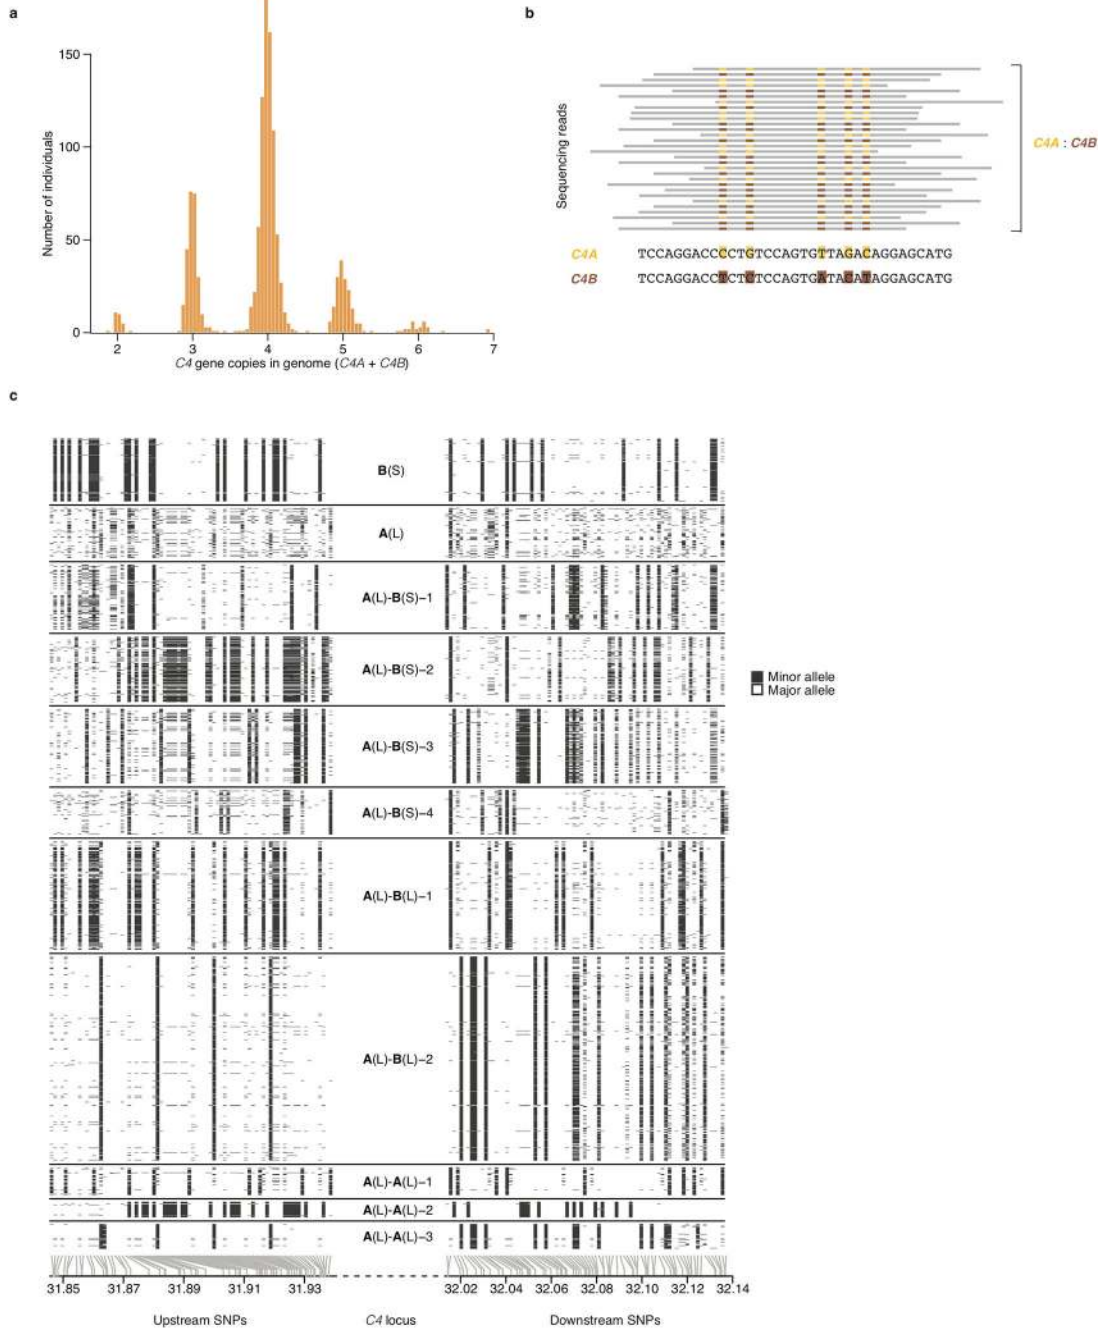 a
150
100
50
0
Number of individuals
2 3 4 5 6 7
C4 gene copies in genome (C4A + C4B)
b
Sequencing reads
C4A : C4B
C4A TCCAGGACCCCTGTCCAGTGTTAGACAGGAGCATG
C4B TCCAGGACCTCTCTCCAGTGATACATAGGAGCATG
c
B(S)
A(L)
A(L)-B(S)-1
A(L)-B(S)-2
A(L)-B(S)-3
A(L)-B(S)-4
A(L)-B(L)-1
A(L)-B(L)-2
A(L)-A(L)-1
A(L)-A(L)-2
A(L)-A(L)-3
Minor allele
Major allele
31.85 31.87 31.89 31.91 31.93 32.02 32.04 32.06 32.08 32.10 32.12 32.14
Upstream SNPs C4 locus Downstream SNPs